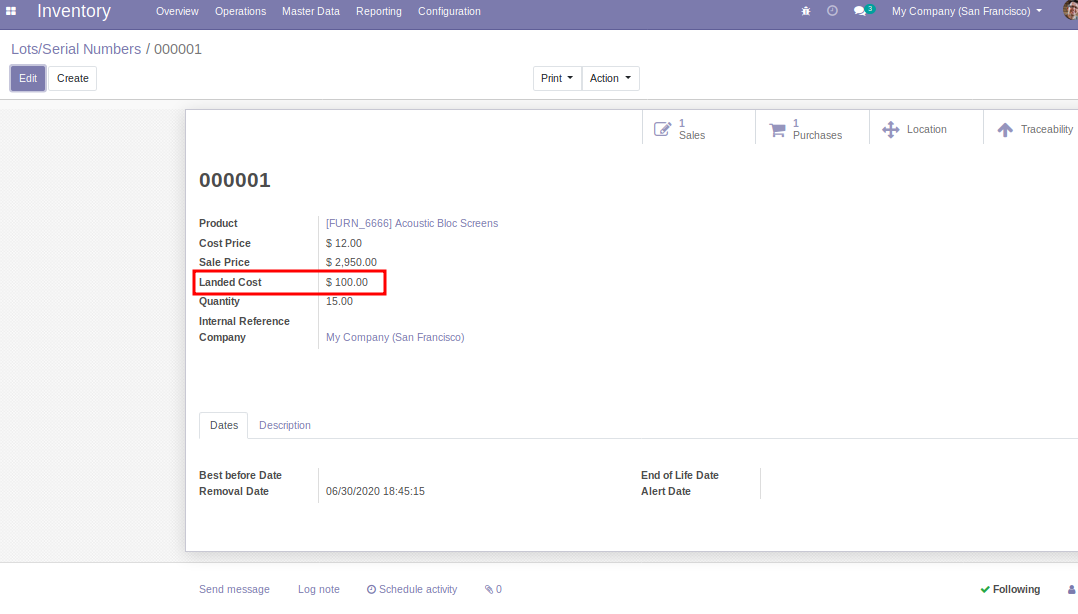 Inventory Overview Operations Master Data Reporting Configuration 3 My Company (San Francisco)
Lots/Serial Numbers / 000001
Edit Create Print Action
1 Sales 1 Purchases Location Traceability
000001
Product [FURN_6666] Acoustic Bloc Screens
Cost Price $ 12.00
Sale Price $ 2,950.00
Landed Cost $ 100.00
Quantity 15.00
Internal Reference
Company My Company (San Francisco)
Dates Description
Best before Date End of Life Date
Removal Date 06/30/2020 18:45:15 Alert Date
Send message Log note Schedule activity 0 Following